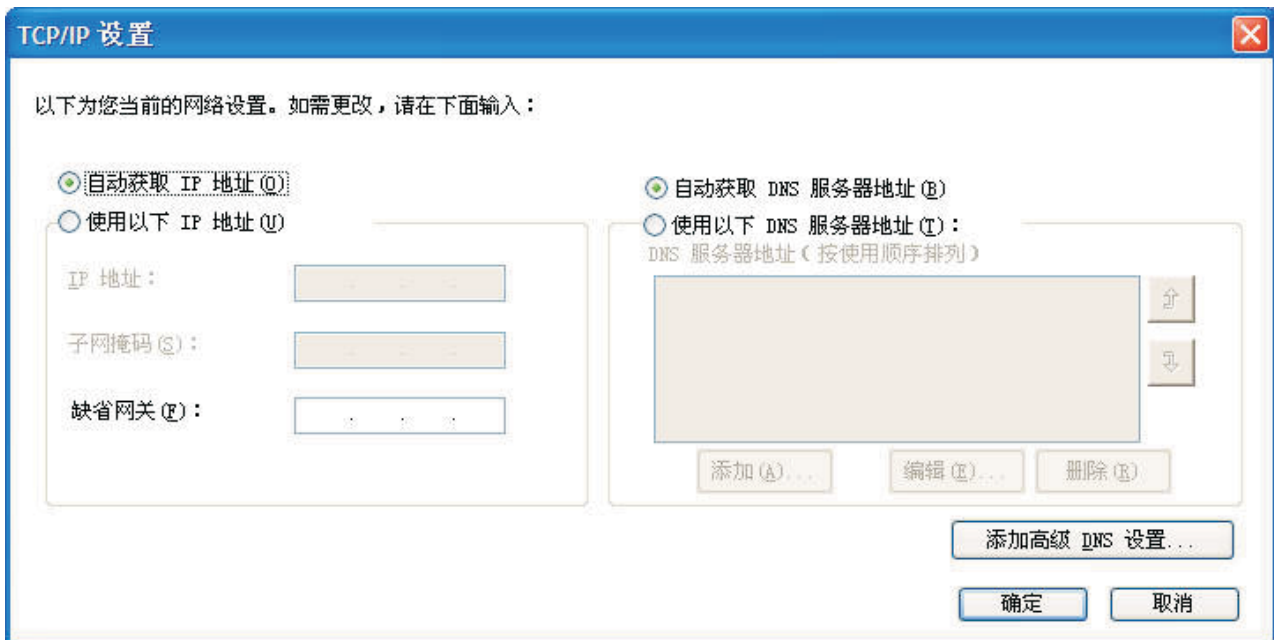 TCP/IP 设置
以下为您当前的网络设置。如需更改，请在下面输入：
自动获取 IP 地址(O)
使用以下 IP 地址(U)
IP 地址：
子网掩码(S)：
缺省网关(F)：
自动获取 DNS 服务器地址(B)
使用以下 DNS 服务器地址(T)：
DNS 服务器地址(按使用顺序排列)
添加(A)... 编辑(E)... 删除(R)
添加高级 DNS 设置...
确定 取消